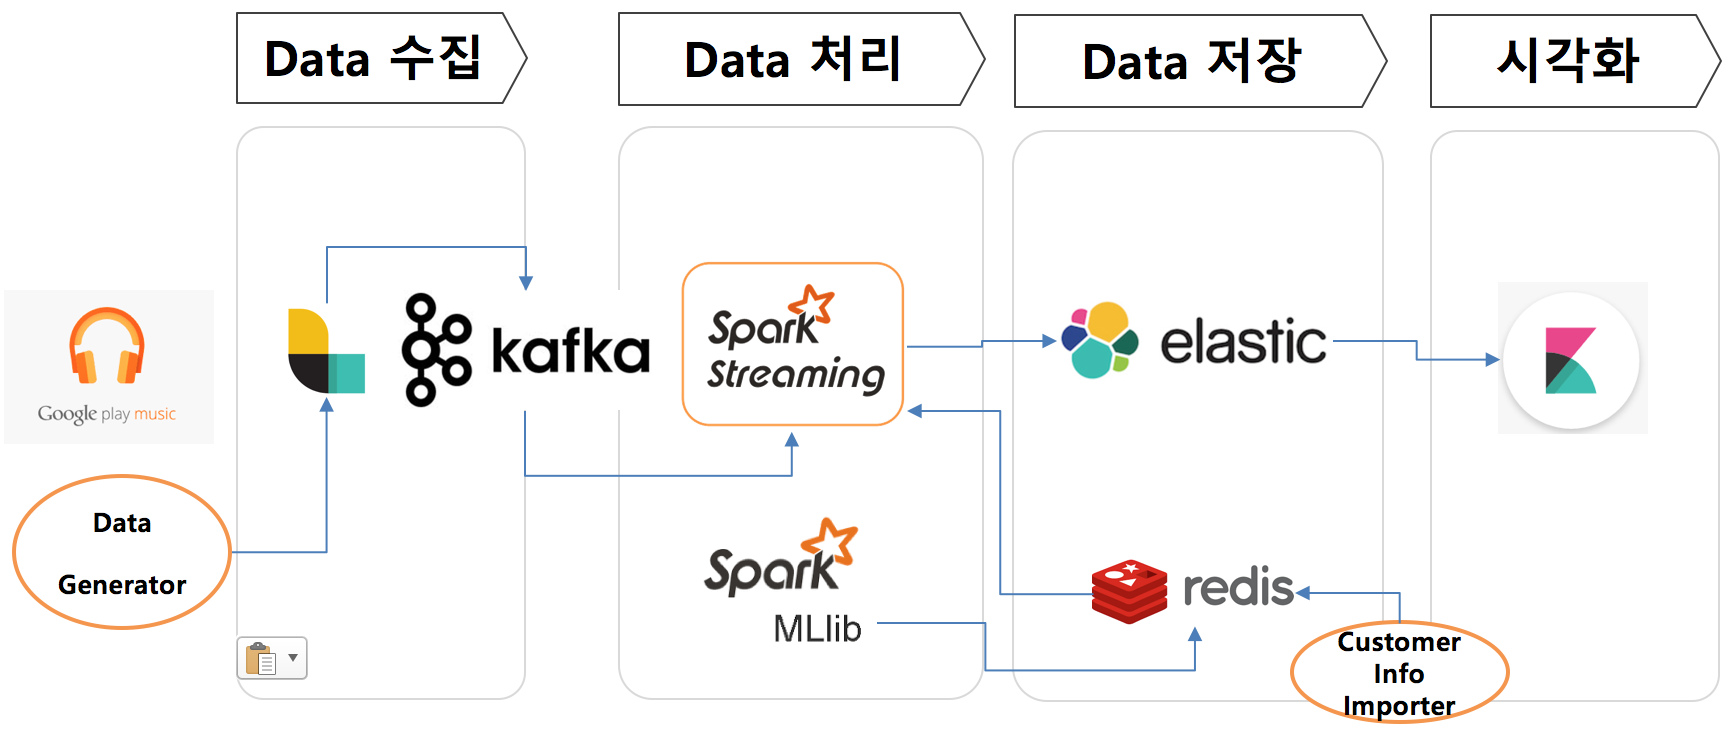 Data 수집
Data 처리
Data 저장
시각화
Google play music
kafka
Spark
Streaming
elastic
Data
Generator
Spark
MLlib
redis
Customer
Info
Importer